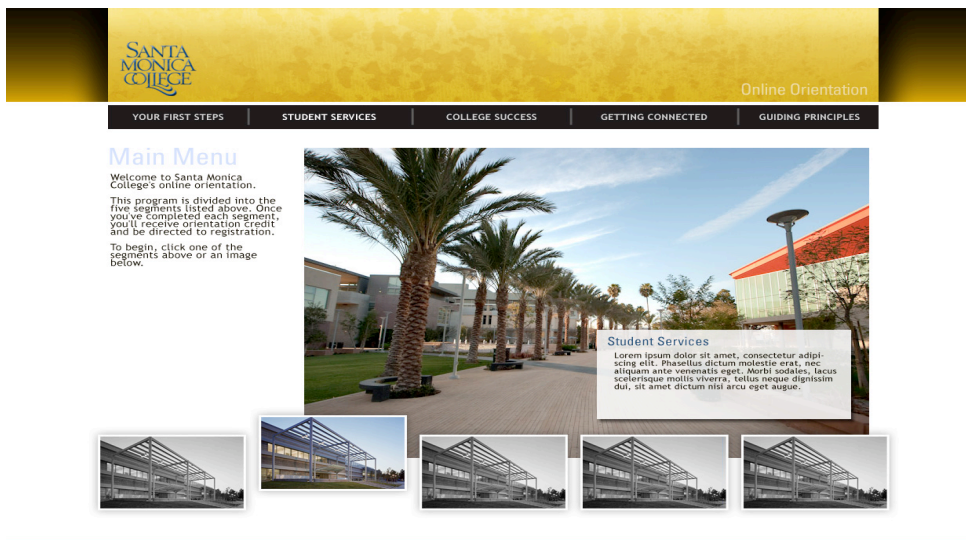 SANTA
MONICA
COLLEGE
Online Orientation
YOUR FIRST STEPS
STUDENT SERVICES
COLLEGE SUCCESS
GETTING CONNECTED
GUIDING PRINCIPLES
Main Menu
Welcome to Santa Monica
College's online orientation.
This program is divided into the
five segments listed above. Once
you've completed each segment,
you'll receive orientation credit
and be directed to registration.
To begin, click one of the
segments above or an image
below.
Student Services
Lorem ipsum dolor sit amet, consectetur adipi-
scing elit. Phasellus dictum molestie erat, nec
aliquam ante venenatis eget. Morbi sodales, lacus
scelerisque mollis viverra, tellus neque dignissim
dui, sit amet dictum nisi arcu eget augue.